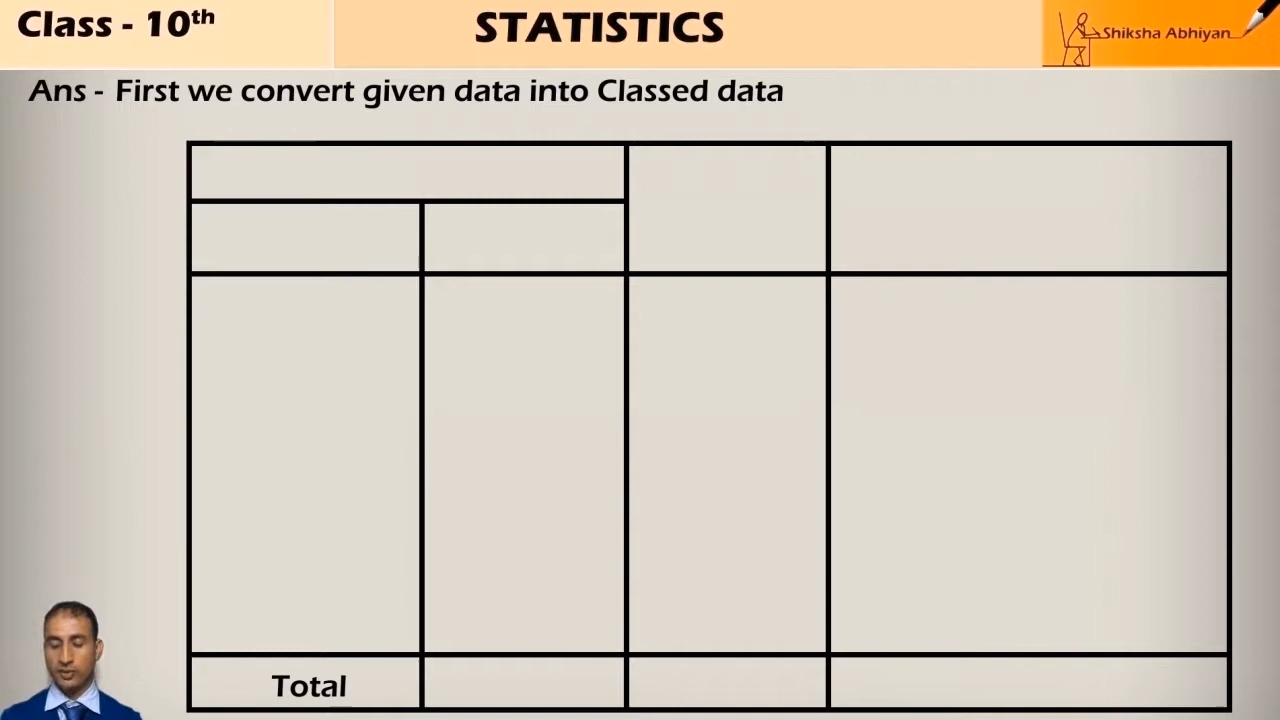 Class - 10th
STATISTICS
Shiksha Abhiyan
Ans - First we convert given data into Classed data
Total